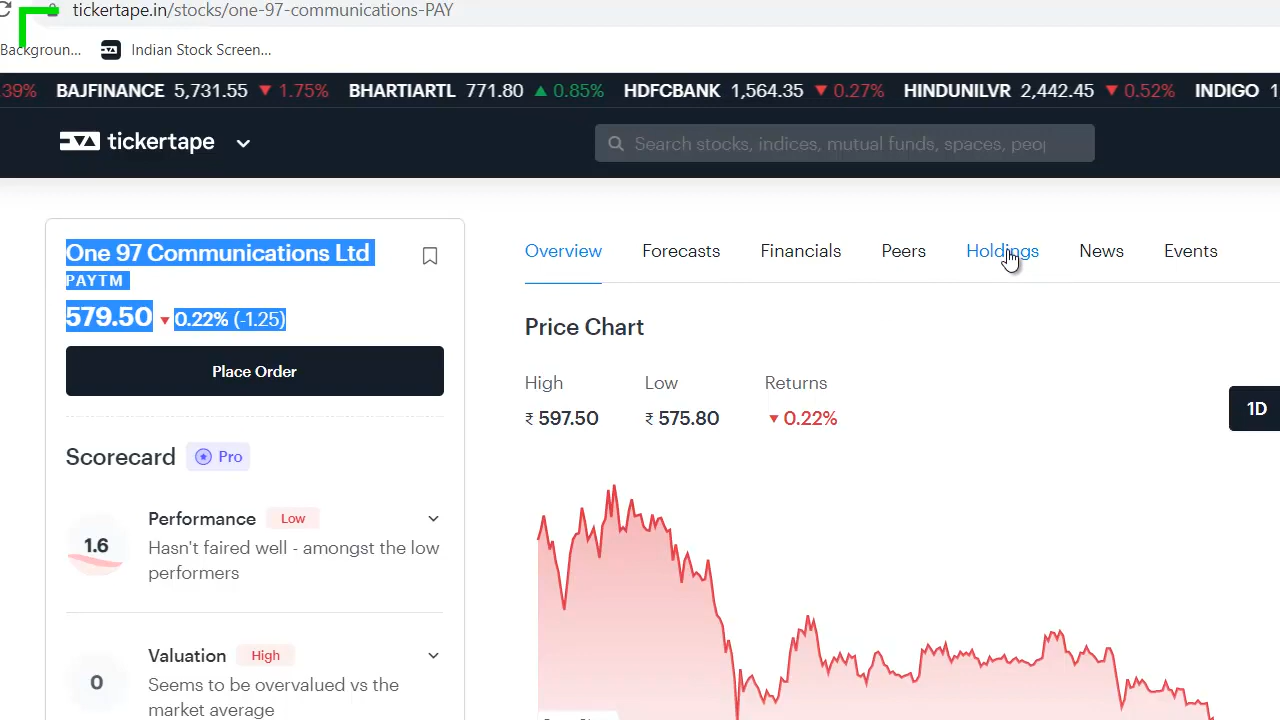 tickertape.in/stocks/one-97-communications-PAY
Backgroun... Indian Stock Screen...
.39% BAJFINANCE 5,731.55 ▼ 1.75% BHARTIARTL 771.80 ▲ 0.85% HDFCBANK 1,564.35 ▼ 0.27% HINDUNILVR 2,442.45 ▼ 0.52% INDIGO 1
tickertape
Search stocks, indices, mutual funds, spaces, peop
One 97 Communications Ltd
PAYTM
579.50 ▼ 0.22% (-1.25)
Place Order
Scorecard Pro
Performance Low
1.6
Hasn't faired well - amongst the low
performers
Valuation High
0
Seems to be overvalued vs the
market average
Overview Forecasts Financials Peers Holdings News Events
Price Chart
High Low Returns
₹ 597.50 ₹ 575.80 ▼ 0.22%
1D